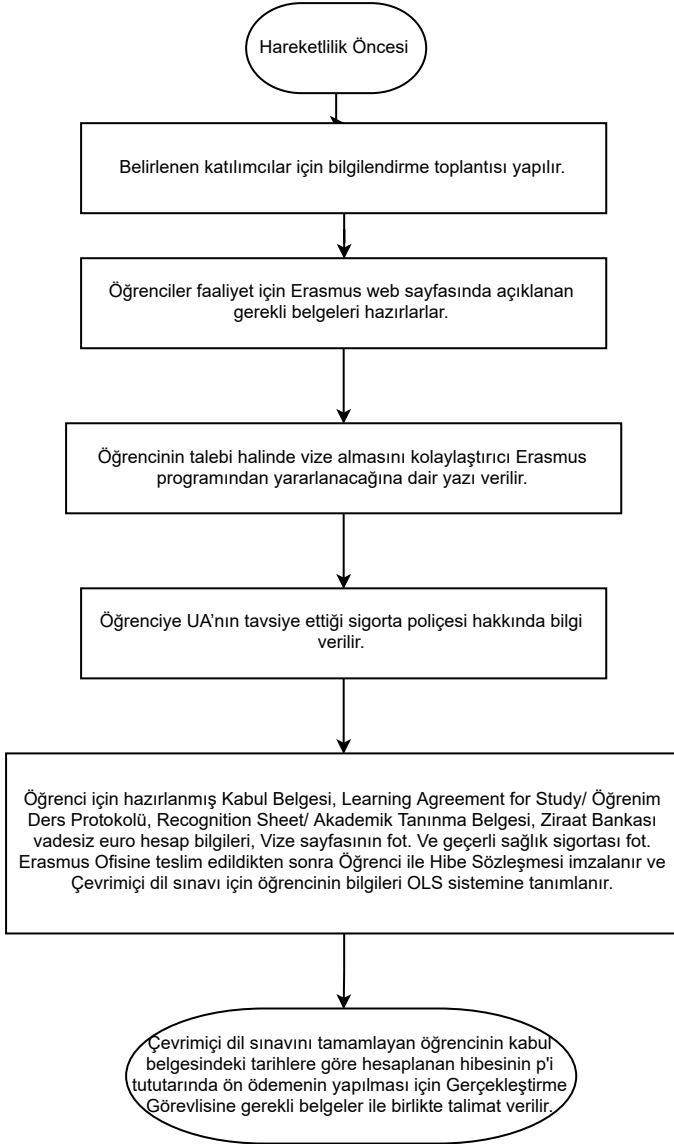 Hareketlilik Öncesi
Belirlenen katılımcılar için bilgilendirme toplantısı yapılır.
Öğrenciler faaliyet için Erasmus web sayfasında açıklanan
gerekli belgeleri hazırlarlar.
Öğrencinin talebi halinde vize almasını kolaylaştırıcı Erasmus
programından yararlanacağına dair yazı verilir.
Öğrenciye UA’nın tavsiye ettiği sigorta poliçesi hakkında bilgi
verilir.
Öğrenci için hazırlanmış Kabul Belgesi, Learning Agreement for Study/ Öğrenim
Ders Protokolü, Recognition Sheet/ Akademik Tanınma Belgesi, Ziraat Bankası
vadesiz euro hesap bilgileri, Vize sayfasının fot. Ve geçerli sağlık sigortası fot.
Erasmus Ofisine teslim edildikten sonra Öğrenci ile Hibe Sözleşmesi imzalanır ve
Çevrimiçi dil sınavı için öğrencinin bilgileri OLS sistemine tanımlanır.
Çevrimiçi dil sınavını tamamlayan öğrencinin kabul
belgesindeki tarihlere göre hesaplanan hibesinin p'i
tututarında ön ödemenin yapılması için Gerçekleştirme
Görevlisine gerekli belgeler ile birlikte talimat verilir.